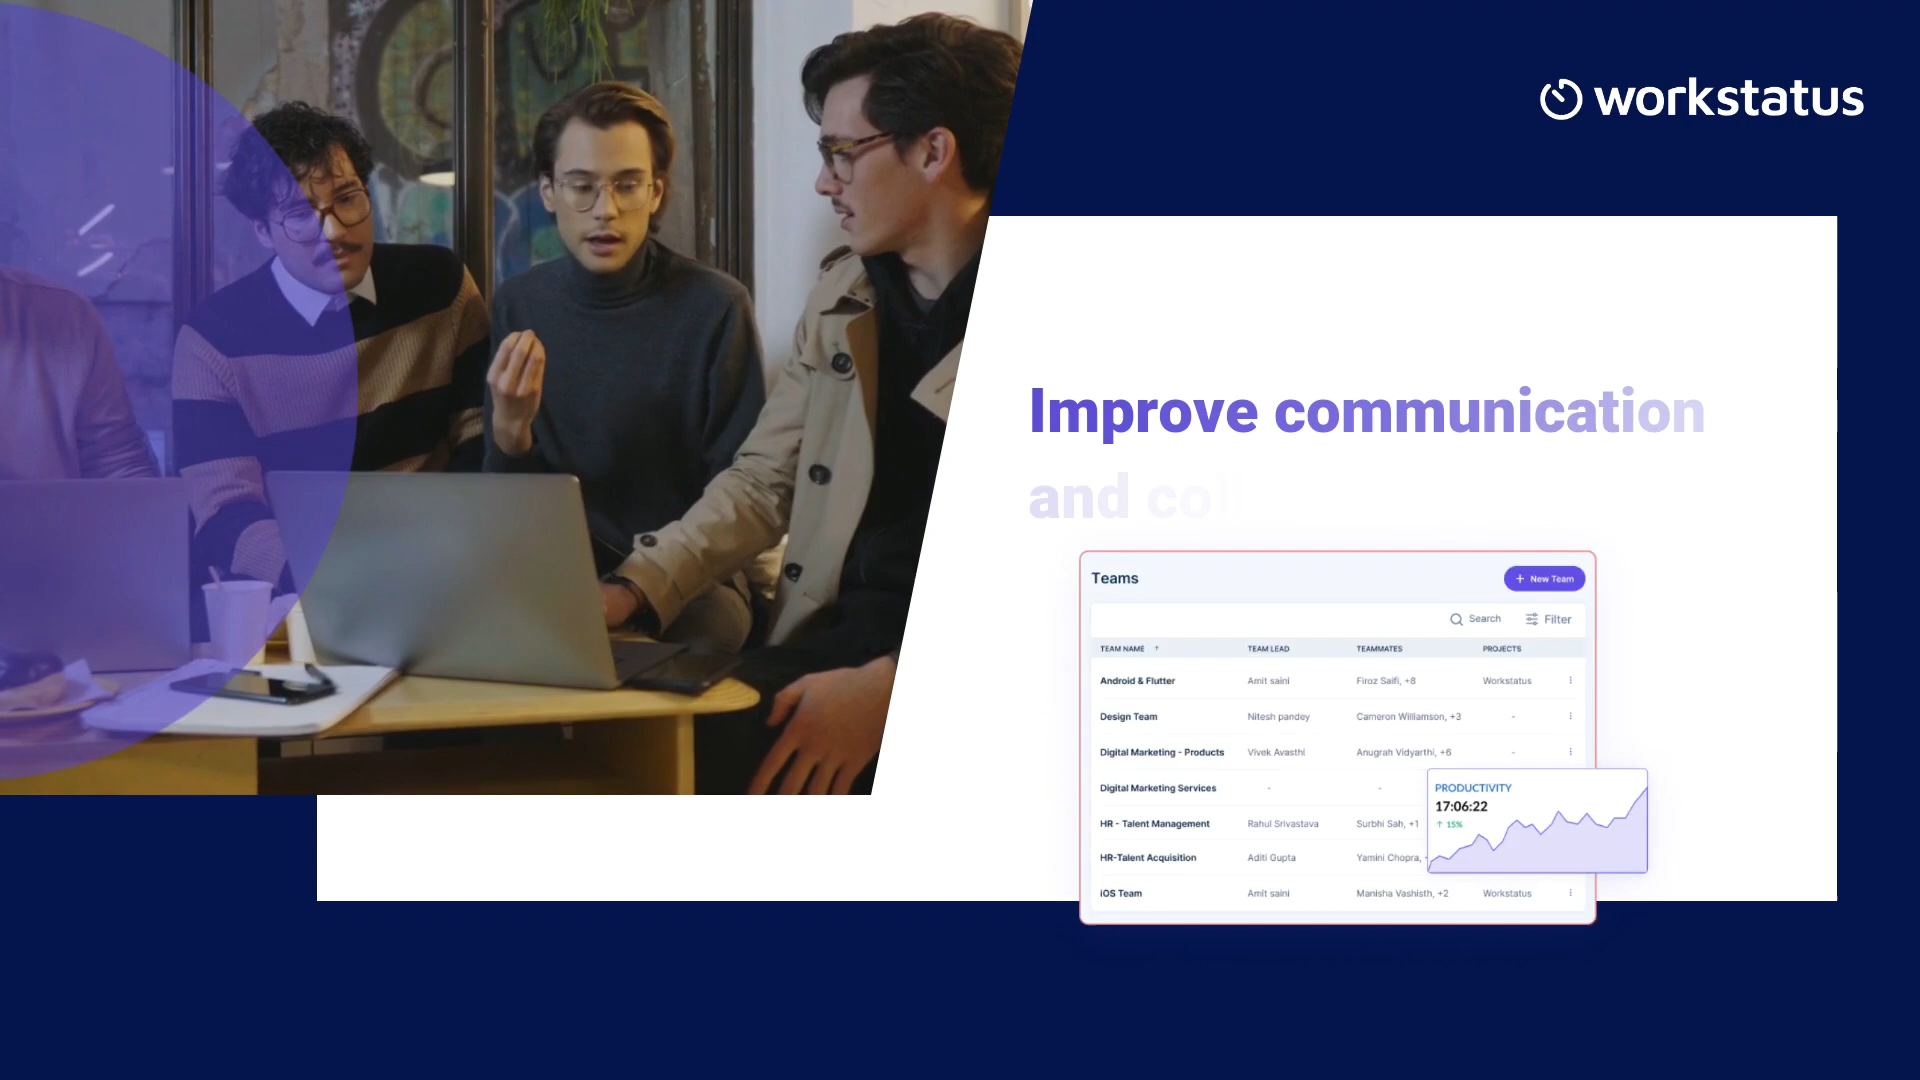 workstatus
Improve communication
and coll
Teams
+ New Team
Search Filter
TEAM NAME ↑ TEAM LEAD TEAMMATES PROJECTS
Android & Flutter Amit saini Firoz Saifi, +8 Workstatus
Design Team Nitesh pandey Cameron Williamson, +3 -
Digital Marketing - Products Vivek Avasthi Anugrah Vidyarthi, +6 -
Digital Marketing Services - -
HR - Talent Management Rahul Srivastava Surbhi Sah, +1
HR-Talent Acquisition Aditi Gupta Yamini Chopra,
iOS Team Amit saini Manisha Vashisth, +2 Workstatus
PRODUCTIVITY
17:06:22
↑ 15%